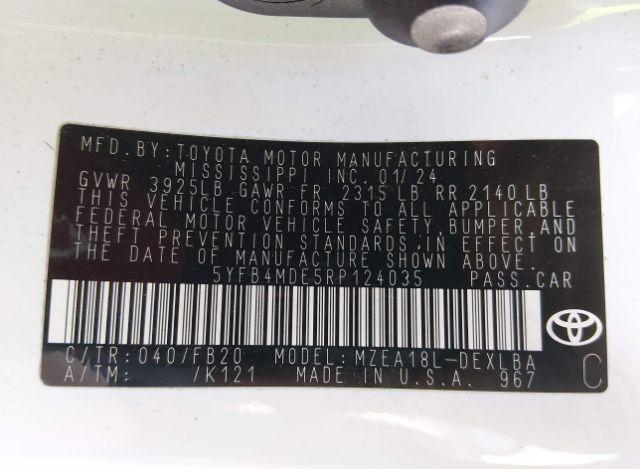 MFD. BY: TOYOTA MOTOR MANUFACTURING
MISSISSIPPI INC. 01/24
GVWR 3925LB GAWR FR 2315 LB RR 2140 LB
THIS VEHICLE CONFORMS TO ALL APPLICABLE
FEDERAL MOTOR VEHICLE SAFETY, BUMPER, AND
THEFT PREVENTION STANDARDS IN EFFECT ON
THE DATE OF MANUFACTURE SHOWN ABOVE.
5YFB4MDE5RP124035 PASS. CAR
C/TR: 040/FB20 MODEL: MZEA18L-DEXLBA
A/TM: /K121 MADE IN U.S.A. 967 C